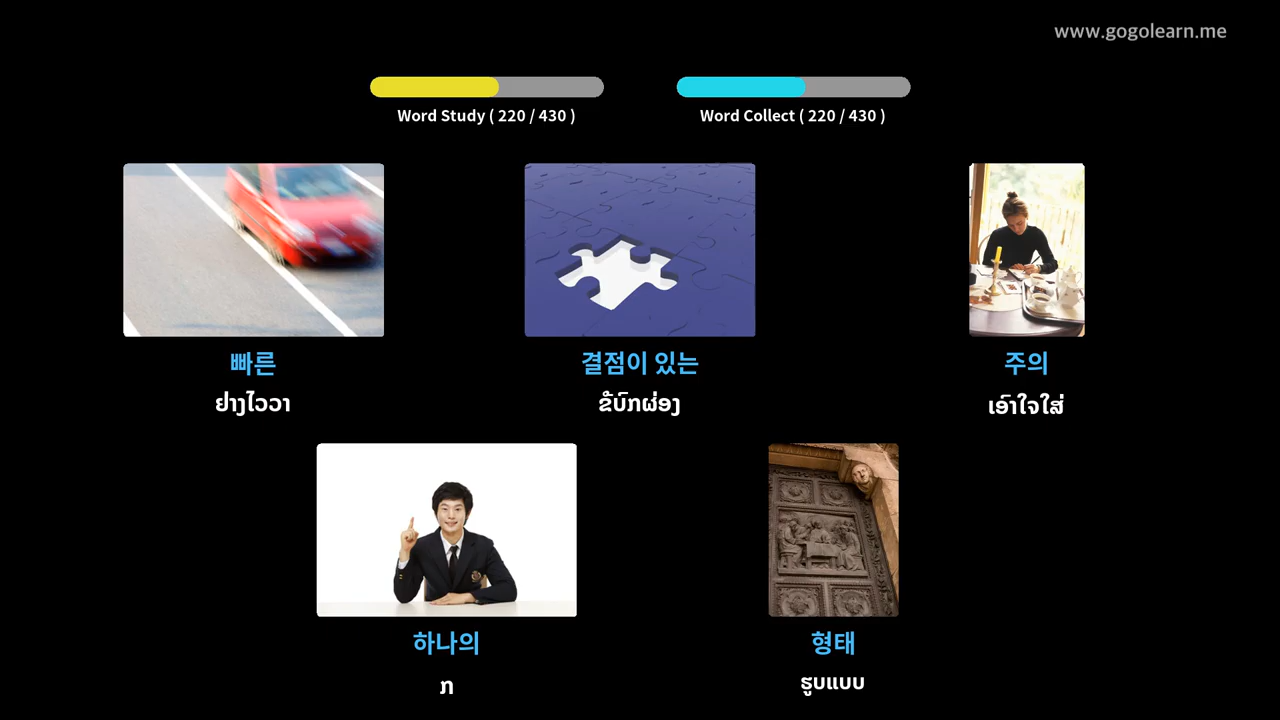 www.gogolearn.me
Word Study ( 220 / 430 )
Word Collect ( 220 / 430 )
빠른
ຢ່າງໄວວາ
결점이 있는
ຂໍ້ບົກຜ່ອງ
주의
ເອົາໃຈໃສ່
하나의
ກ
형태
ຮູບແບບ